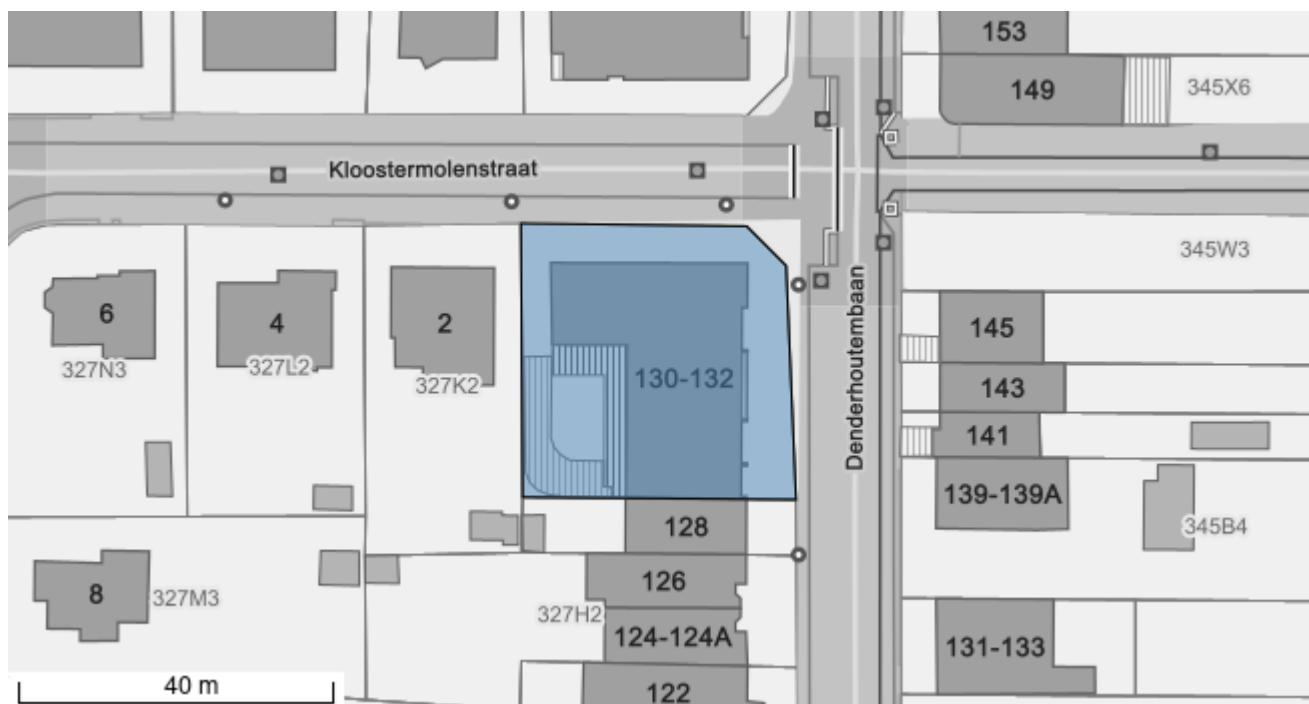 153
149
345X6
Kloostermolenstraat
345W3
Denderhoutembaan
6
4
2
145
327N3
327L2
327K2
130-132
143
141
139-139A
128
345B4
126
8
327M3
327H2
124-124A
131-133
122
40 m